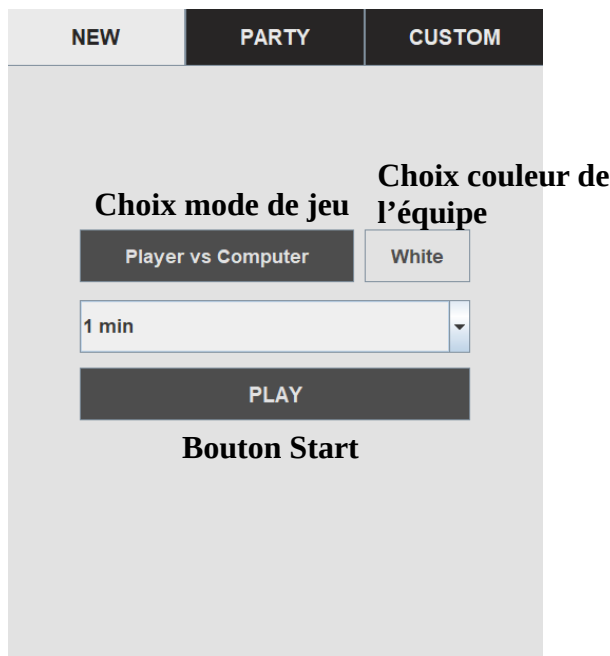 NEW PARTY CUSTOM
Choix mode de jeu
Choix couleur de
l’équipe
Player vs Computer
White
1 min
PLAY
Bouton Start